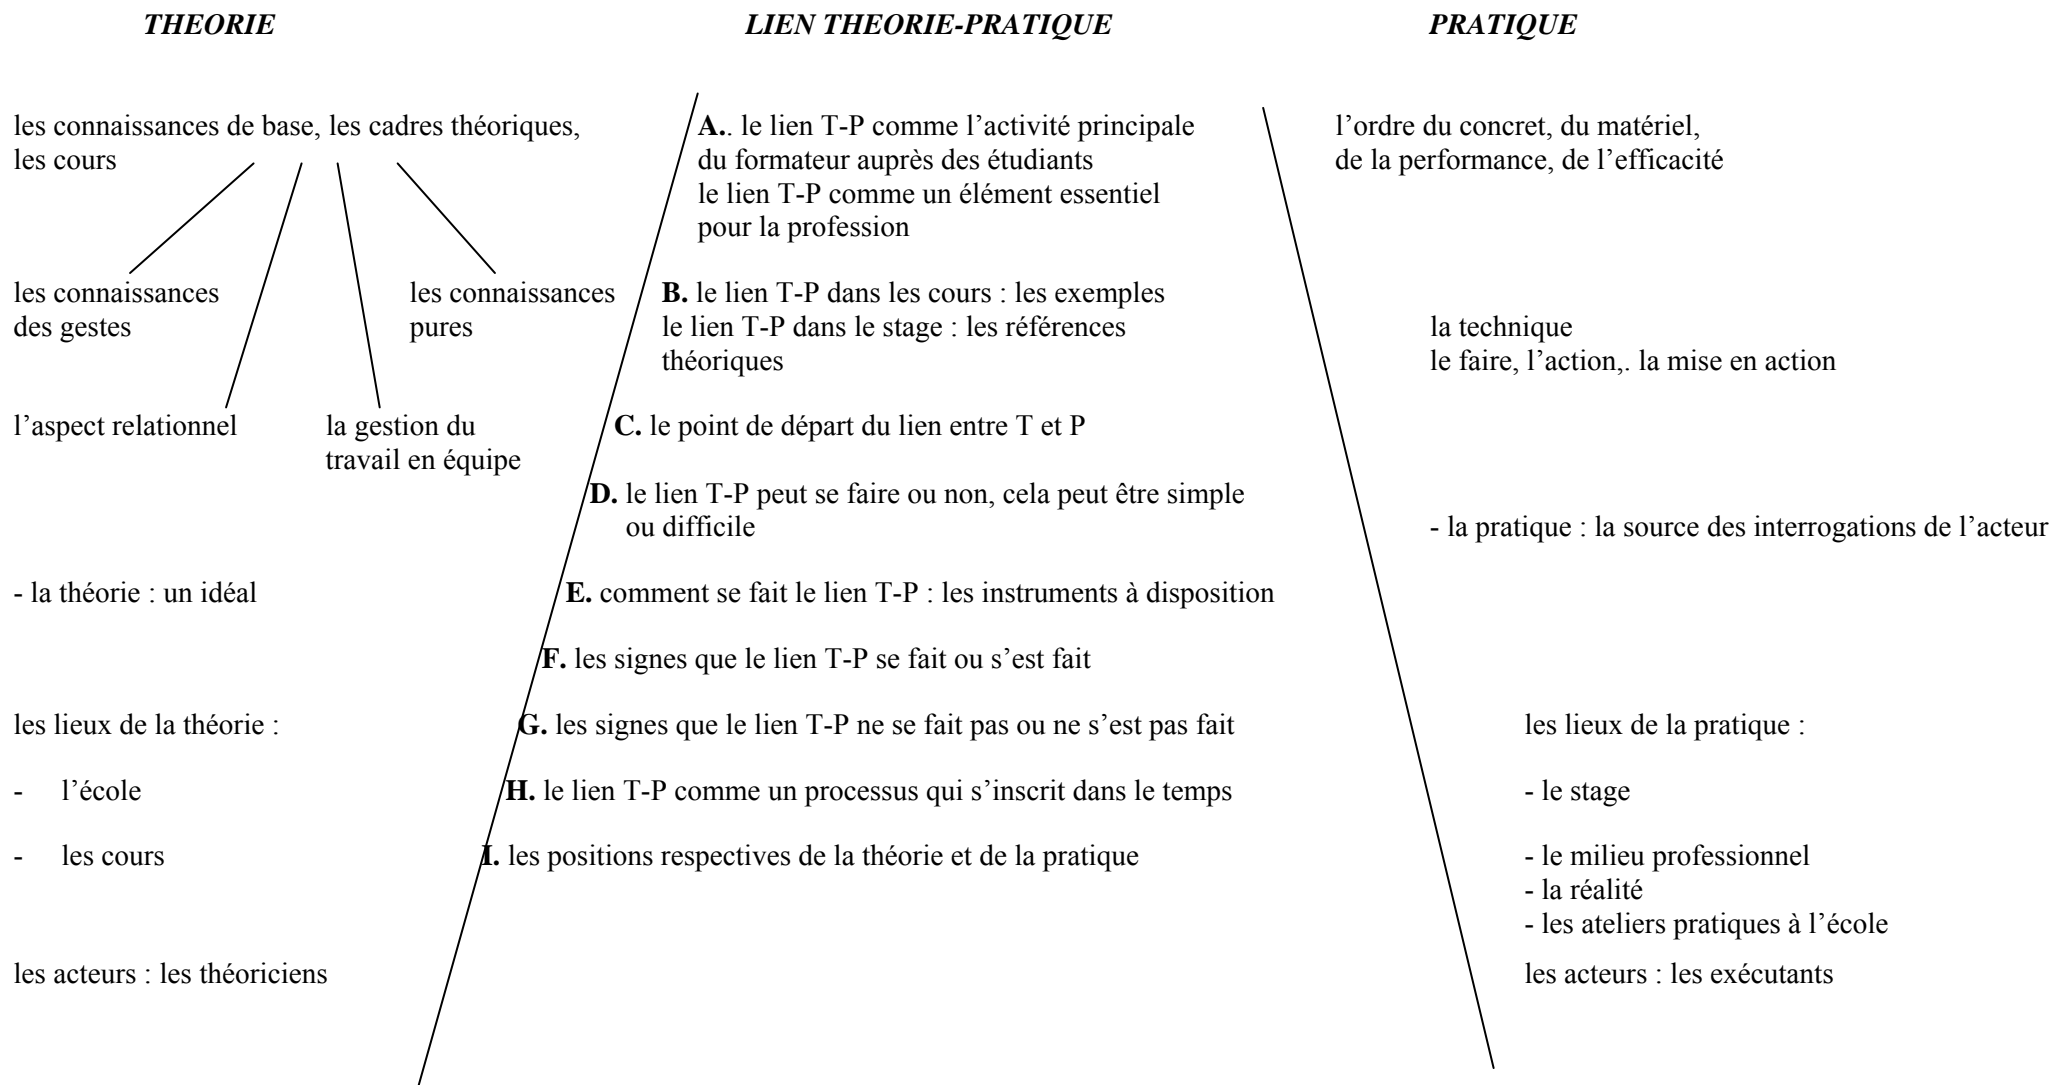 THEORIE
LIEN THEORIE-PRATIQUE
PRATIQUE
les connaissances de base, les cadres théoriques,
les cours
les connaissances
des gestes
les connaissances
pures
l’aspect relationnel
la gestion du
travail en équipe
- la théorie : un idéal
les lieux de la théorie :
- l’école
- les cours
les acteurs : les théoriciens
A.. le lien T-P comme l’activité principale
du formateur auprès des étudiants
le lien T-P comme un élément essentiel
pour la profession
B. le lien T-P dans les cours : les exemples
le lien T-P dans le stage : les références
théoriques
C. le point de départ du lien entre T et P
D. le lien T-P peut se faire ou non, cela peut être simple
ou difficile
E. comment se fait le lien T-P : les instruments à disposition
F. les signes que le lien T-P se fait ou s’est fait
G. les signes que le lien T-P ne se fait pas ou ne s’est pas fait
H. le lien T-P comme un processus qui s’inscrit dans le temps
I. les positions respectives de la théorie et de la pratique
l’ordre du concret, du matériel,
de la performance, de l’efficacité
la technique
le faire, l’action,. la mise en action
- la pratique : la source des interrogations de l’acteur
les lieux de la pratique :
- le stage
- le milieu professionnel
- la réalité
- les ateliers pratiques à l’école
les acteurs : les exécutants